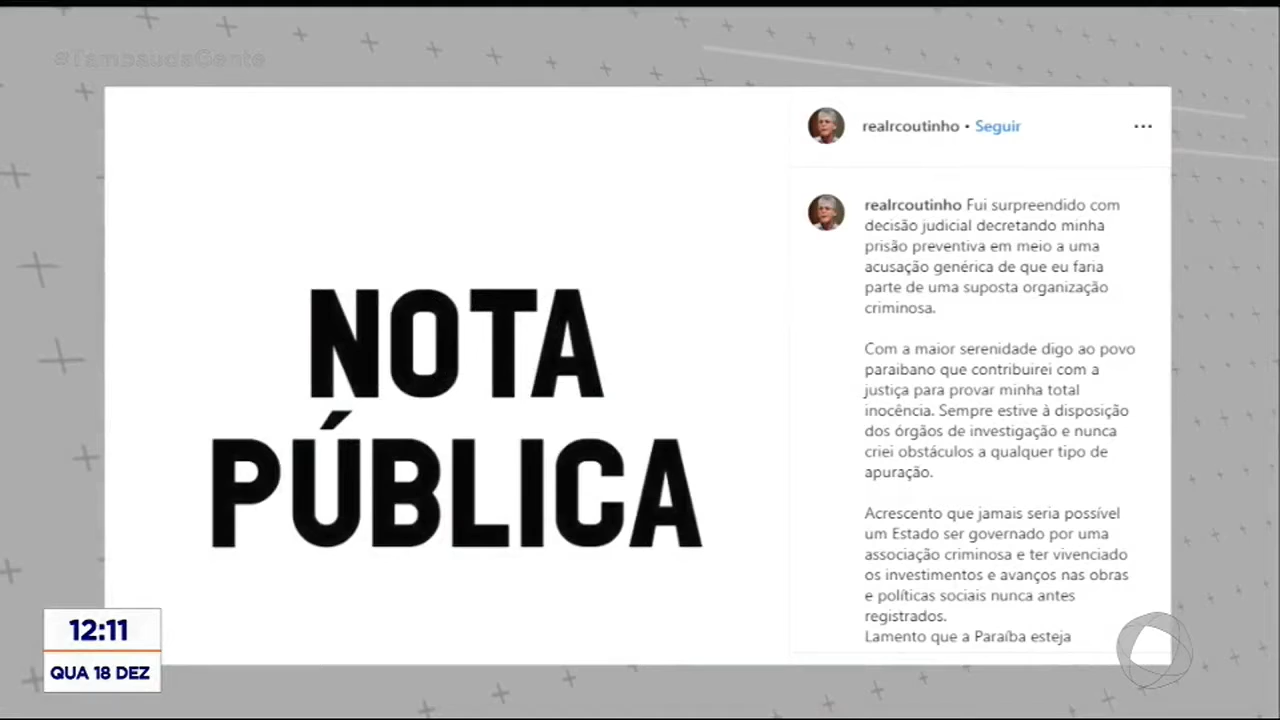 #TambaudaGente
NOTA
PÚBLICA
realrcoutinho • Seguir
realrcoutinho Fui surpreendido com
decisão judicial decretando minha
prisão preventiva em meio a uma
acusação genérica de que eu faria
parte de uma suposta organização
criminosa.
Com a maior serenidade digo ao povo
paraibano que contribuirei com a
justiça para provar minha total
inocência. Sempre estive à disposição
dos órgãos de investigação e nunca
criei obstáculos a qualquer tipo de
apuração.
Acrescento que jamais seria possível
um Estado ser governado por uma
associação criminosa e ter vivenciado
os investimentos e avanços nas obras
e políticas sociais nunca antes
registrados.
Lamento que a Paraíba esteja
12:11
QUA 18 DEZ